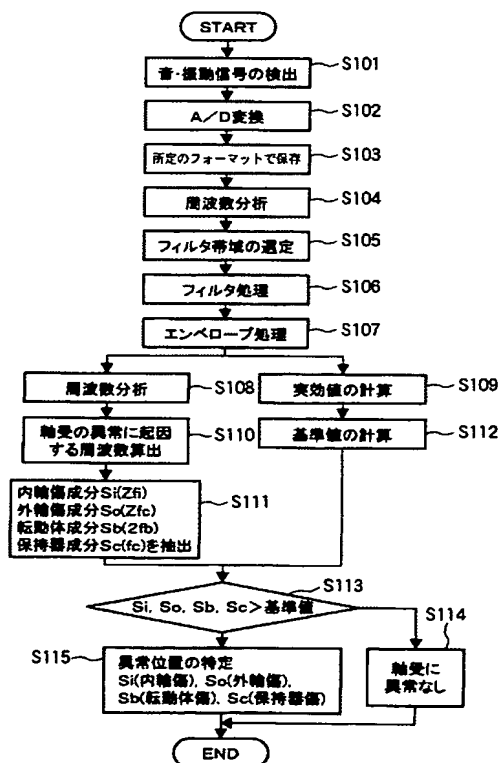 START
音・振動信号の検出
S101
A/D変換
S102
所定のフォーマットで保存
S103
周波数分析
S104
フィルタ帯域の選定
S105
フィルタ処理
S106
エンベロープ処理
S107
周波数分析
S108
実効値の計算
S109
軸受の異常に起因
する周波数算出
S110
基準値の計算
S112
内輪傷成分Si(Zfi)
外輪傷成分So(Zfc)
転動体成分Sb(2fb)
保持器成分Sc(fc)を抽出
S111
Si, So, Sb, Sc>基準値
S113
S114
軸受に
異常なし
S115
異常位置の特定
Si(内輪傷), So(外輪傷),
Sb(転動体傷), Sc(保持器傷)
END